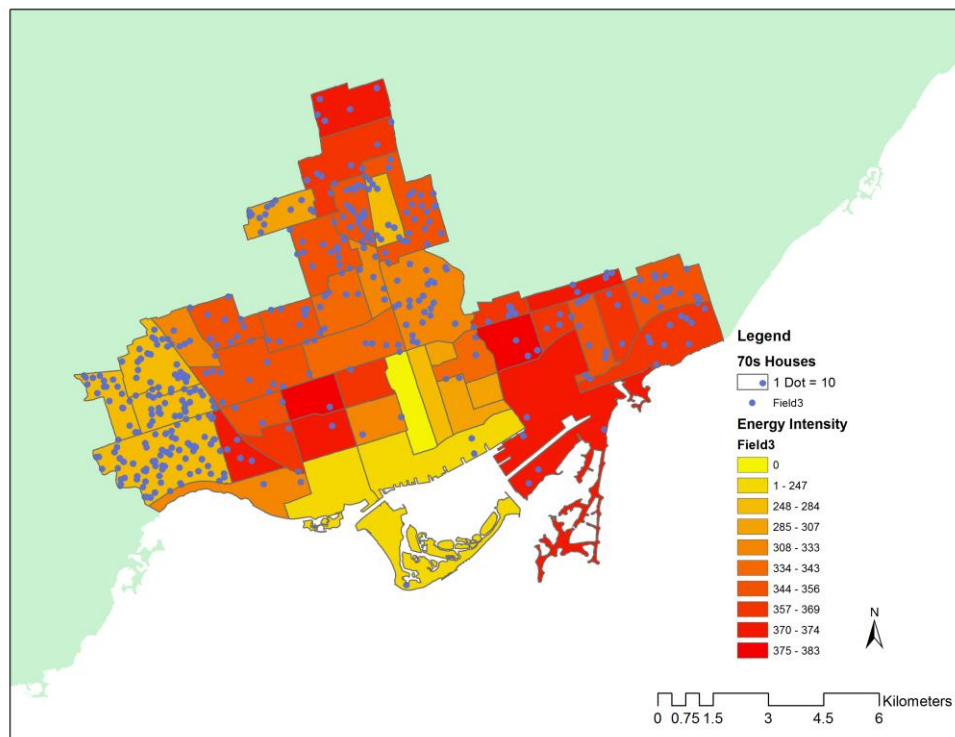 Legend
70s Houses
1 Dot = 10
Field3
Energy Intensity
Field3
0
1 - 247
248 - 284
285 - 307
308 - 333
334 - 343
344 - 356
357 - 369
370 - 374
375 - 383
N
Kilometers
0 0.75 1.5 3 4.5 6